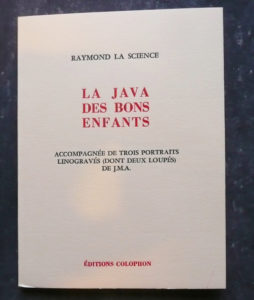 RAYMOND LA SCIENCE
LA JAVA
DES BONS
ENFANTS
ACCOMPAGNÉE DE TROIS PORTRAITS
LINOGRAVÉS (DONT DEUX LOUPÉS)
DE J.M.A.
ÉDITIONS COLOPHON